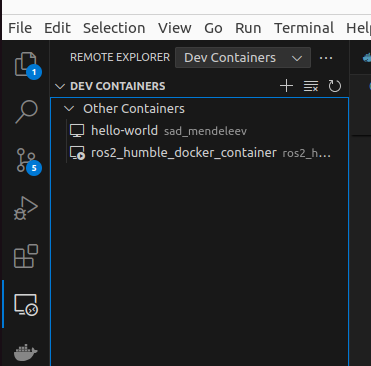 File Edit Selection View Go Run Terminal
REMOTE EXPLORER Dev Containers
1
DEV CONTAINERS
Other Containers
hello-world sad_mendeleev
ros2_humble_docker_container ros2_h...
5